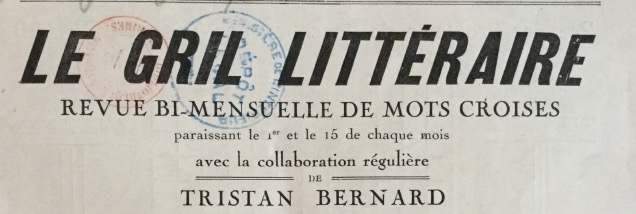 LE GRIL LITTÉRAIRE
REVUE BI-MENSUELLE DE MOTS CROISES
paraissant le 1er et le 15 de chaque mois
avec la collaboration régulière
DE
TRISTAN BERNARD